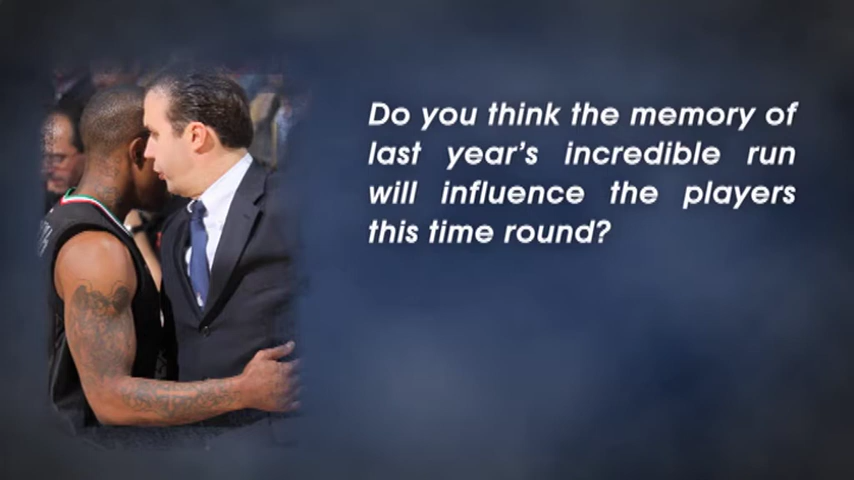 Do you think the memory of
last year's incredible run
will influence the players
this time round?